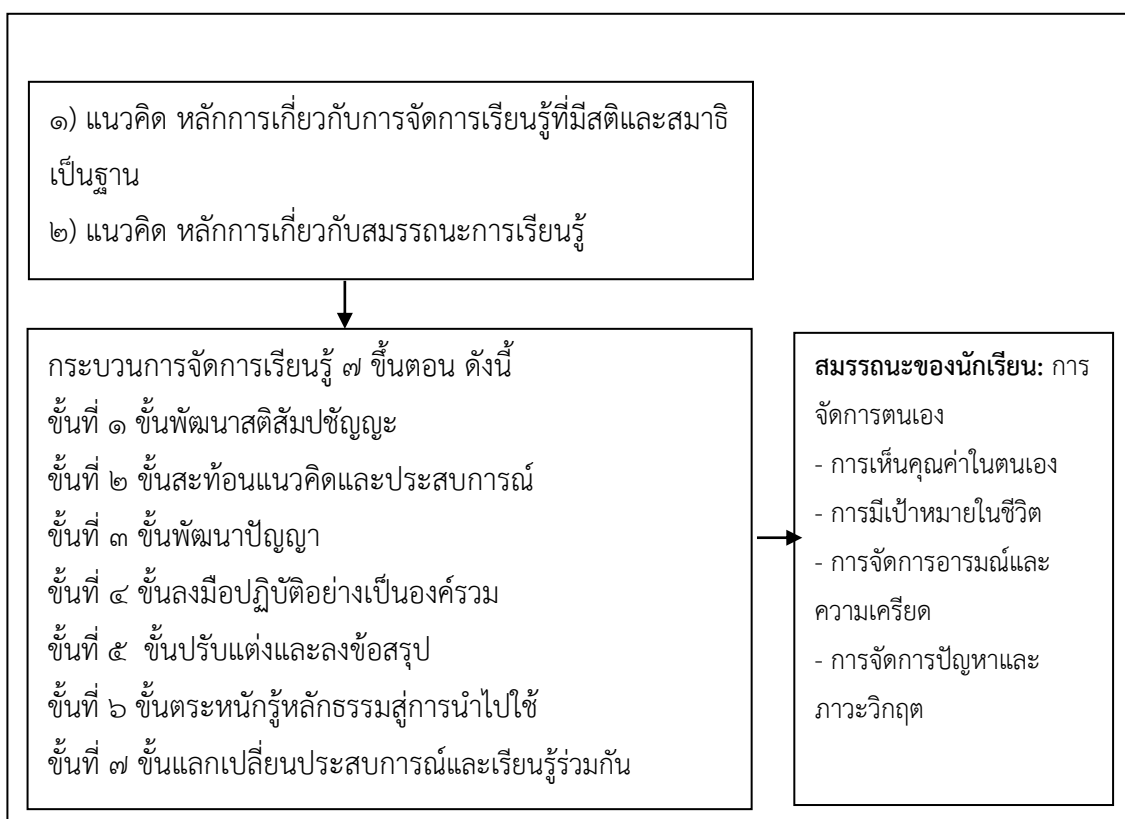 ๑) แนวคิด หลักการเกี่ยวกับการจัดการเรียนรู้ที่มีสติและสมาธิ
เป็นฐาน
๒) แนวคิด หลักการเกี่ยวกับสมรรถนะการเรียนรู้
กระบวนการจัดการเรียนรู้ ๗ ขึ้นตอน ดังนี้
ขั้นที่ ๑ ขั้นพัฒนาสติสัมปชัญญะ
ขั้นที่ ๒ ขั้นสะท้อนแนวคิดและประสบการณ์
ขั้นที่ ๓ ขั้นพัฒนาปัญญา
ขั้นที่ ๔ ขั้นลงมือปฏิบัติอย่างเป็นองค์รวม
ขั้นที่ ๕ ขั้นปรับแต่งและลงข้อสรุป
ขั้นที่ ๖ ขั้นตระหนักรู้หลักธรรมสู่การนำไปใช้
ขั้นที่ ๗ ขั้นแลกเปลี่ยนประสบการณ์และเรียนรู้ร่วมกัน
สมรรถนะของนักเรียน: การ
จัดการตนเอง
- การเห็นคุณค่าในตนเอง
- การมีเป้าหมายในชีวิต
- การจัดการอารมณ์และ
ความเครียด
- การจัดการปัญหาและ
ภาวะวิกฤต